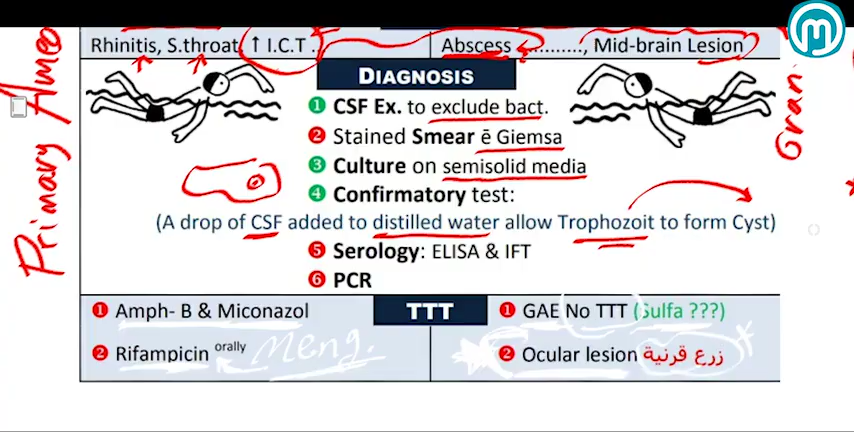 Rhinitis, S.throat, ↑ I.C.T ..
Abscess ..........., Mid-brain Lesion
Primary Ameo
Gran
DIAGNOSIS
❶ CSF Ex. to exclude bact.
❷ Stained Smear ē Giemsa
❸ Culture on semisolid media
❹ Confirmatory test:
(A drop of CSF added to distilled water allow Trophozoit to form Cyst)
❺ Serology: ELISA & IFT
❻ PCR
TTT
❶ Amph- B & Miconazol
❷ Rifampicin orally Meng.
❶ GAE No TTT (Sulfa ???)
❷ Ocular lesion زرع قرنية